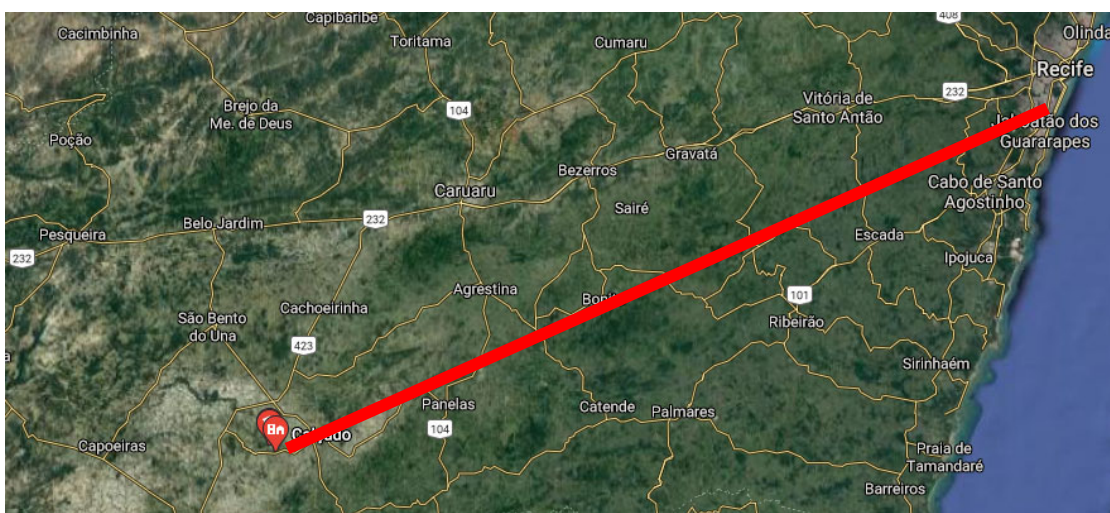 Capibaribe
408
Cacimbinha
Toritama
Cumaru
Olinda
Recife
Brejo da
Me. de Deus
104
Vitória de
Santo Antão
232
Poção
Jaboatão dos
Guararapes
Gravatá
Bezerros
Caruaru
Cabo de Santo
Agostinho
Sairé
Belo Jardim
232
Pesqueira
Escada
232
Ipojuca
Agrestina
Bonito
101
Cachoeirinha
São Bento
do Una
Ribeirão
423
Sirinhaém
Panelas
Catende
Palmares
104
Calçado
Capoeiras
Praia de
Tamandaré
Barreiros